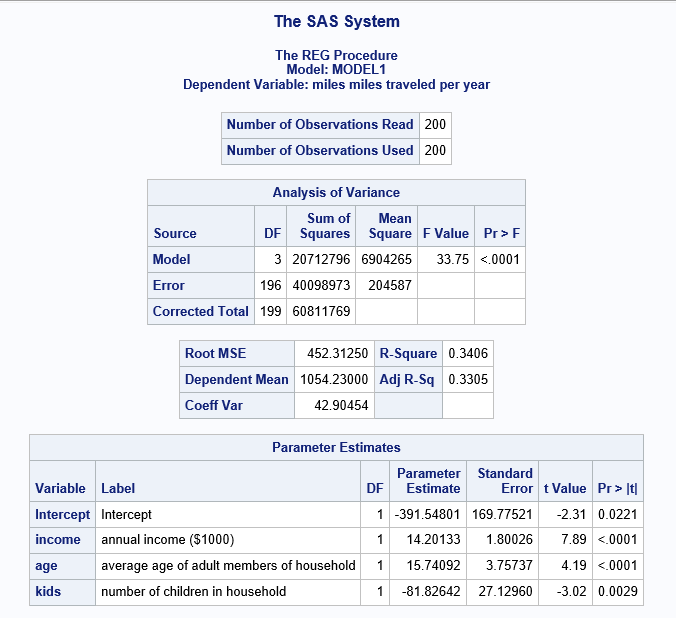 The SAS System
The REG Procedure
Model: MODEL1
Dependent Variable: miles miles traveled per year
Number of Observations Read 200
Number of Observations Used 200
Analysis of Variance
Source DF Sum of Squares Mean Square F Value Pr > F
Model 3 20712796 6904265 33.75 <.0001
Error 196 40098973 204587
Corrected Total 199 60811769
Root MSE 452.31250 R-Square 0.3406
Dependent Mean 1054.23000 Adj R-Sq 0.3305
Coeff Var 42.90454
Parameter Estimates
Variable Label DF Parameter Estimate Standard Error t Value Pr > |t|
Intercept Intercept 1 -391.54801 169.77521 -2.31 0.0221
income annual income ($1000) 1 14.20133 1.80026 7.89 <.0001
age average age of adult members of household 1 15.74092 3.75737 4.19 <.0001
kids number of children in household 1 -81.82642 27.12960 -3.02 0.0029